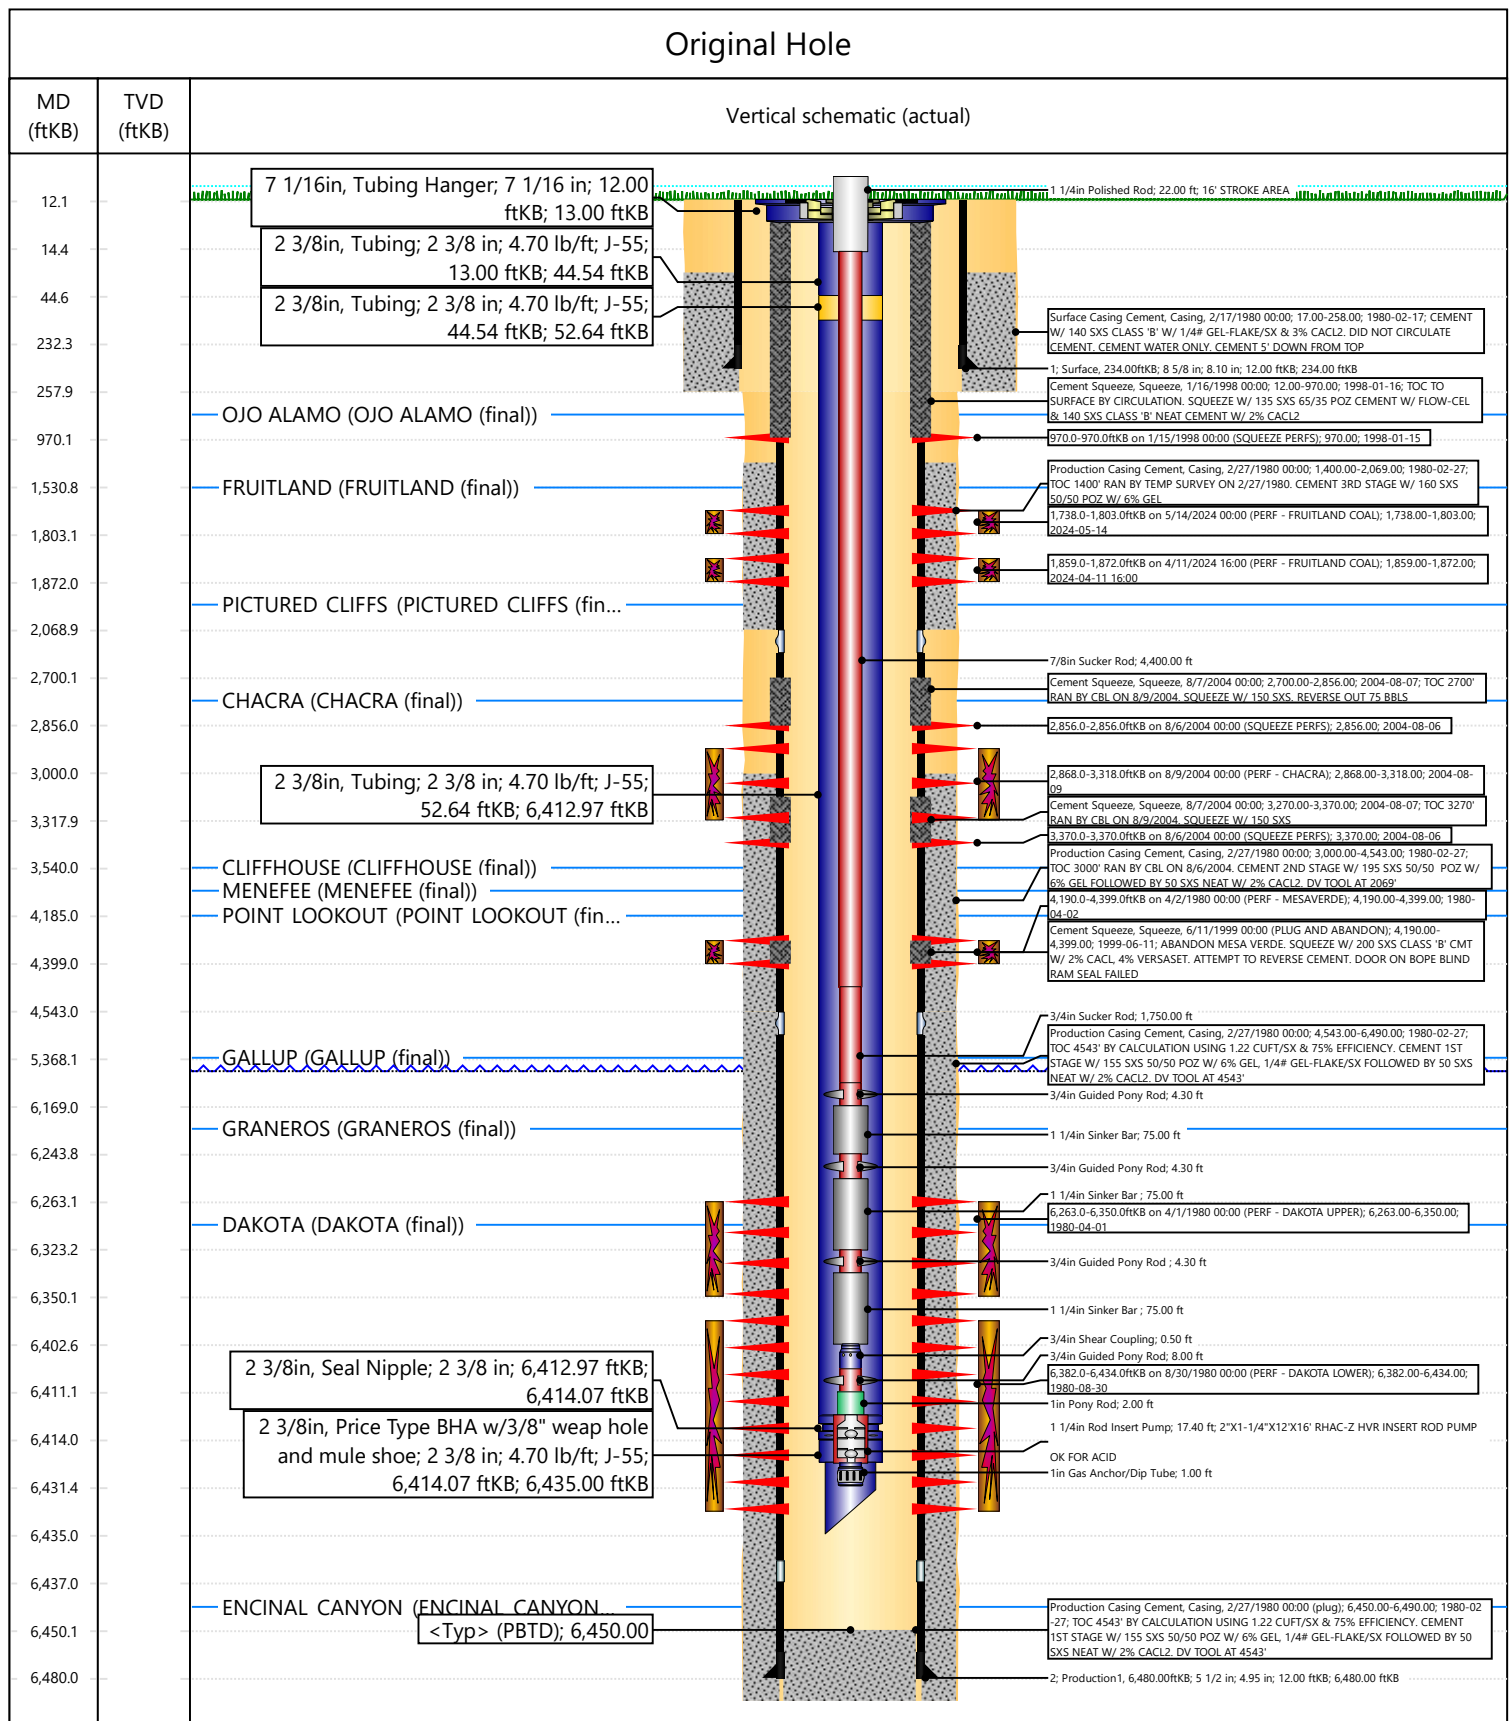 Original Hole
MD
(ftKB)
TVD
(ftKB)
Vertical schematic (actual)
12.1
14.4
44.6
232.3
257.9
970.1
1,530.8
1,803.1
1,872.0
2,068.9
2,700.1
2,856.0
3,000.0
3,317.9
3,540.0
4,185.0
4,399.0
4,543.0
5,368.1
6,169.0
6,243.8
6,263.1
6,323.2
6,350.1
6,402.6
6,411.1
6,414.0
6,431.4
6,435.0
6,437.0
6,450.1
6,480.0
7 1/16in, Tubing Hanger; 7 1/16 in; 12.00
ftKB; 13.00 ftKB
2 3/8in, Tubing; 2 3/8 in; 4.70 lb/ft; J-55;
13.00 ftKB; 44.54 ftKB
2 3/8in, Tubing; 2 3/8 in; 4.70 lb/ft; J-55;
44.54 ftKB; 52.64 ftKB
OJO ALAMO (OJO ALAMO (final))
FRUITLAND (FRUITLAND (final))
PICTURED CLIFFS (PICTURED CLIFFS (fin...
CHACRA (CHACRA (final))
2 3/8in, Tubing; 2 3/8 in; 4.70 lb/ft; J-55;
52.64 ftKB; 6,412.97 ftKB
CLIFFHOUSE (CLIFFHOUSE (final))
MENEFEE (MENEFEE (final))
POINT LOOKOUT (POINT LOOKOUT (fin...
GALLUP (GALLUP (final))
GRANEROS (GRANEROS (final))
DAKOTA (DAKOTA (final))
2 3/8in, Seal Nipple; 2 3/8 in; 6,412.97 ftKB;
6,414.07 ftKB
2 3/8in, Price Type BHA w/3/8" weap hole
and mule shoe; 2 3/8 in; 4.70 lb/ft; J-55;
6,414.07 ftKB; 6,435.00 ftKB
ENCINAL CANYON (ENCINAL CANYON...
<Typ> (PBTD); 6,450.00
1 1/4in Polished Rod; 22.00 ft; 16' STROKE AREA
Surface Casing Cement, Casing, 2/17/1980 00:00; 17.00-258.00; 1980-02-17; CEMENT
W/ 140 SXS CLASS 'B' W/ 1/4# GEL-FLAKE/SX & 3% CACL2. DID NOT CIRCULATE
CEMENT. CEMENT WATER ONLY. CEMENT 5' DOWN FROM TOP
1; Surface, 234.00ftKB; 8 5/8 in; 8.10 in; 12.00 ftKB; 234.00 ftKB
Cement Squeeze, Squeeze, 1/16/1998 00:00; 12.00-970.00; 1998-01-16; TOC TO
SURFACE BY CIRCULATION. SQUEEZE W/ 135 SXS 65/35 POZ CEMENT W/ FLOW-CEL
& 140 SXS CLASS 'B' NEAT CEMENT W/ 2% CACL2
970.0-970.0ftKB on 1/15/1998 00:00 (SQUEEZE PERFS); 970.00; 1998-01-15
Production Casing Cement, Casing, 2/27/1980 00:00; 1,400.00-2,069.00; 1980-02-27;
TOC 1400' RAN BY TEMP SURVEY ON 2/27/1980. CEMENT 3RD STAGE W/ 160 SXS
50/50 POZ W/ 6% GEL
1,738.0-1,803.0ftKB on 5/14/2024 00:00 (PERF - FRUITLAND COAL); 1,738.00-1,803.00;
2024-05-14
1,859.0-1,872.0ftKB on 4/11/2024 16:00 (PERF - FRUITLAND COAL); 1,859.00-1,872.00;
2024-04-11 16:00
7/8in Sucker Rod; 4,400.00 ft
Cement Squeeze, Squeeze, 8/7/2004 00:00; 2,700.00-2,856.00; 2004-08-07; TOC 2700'
RAN BY CBL ON 8/9/2004. SQUEEZE W/ 150 SXS. REVERSE OUT 75 BBLS
2,856.0-2,856.0ftKB on 8/6/2004 00:00 (SQUEEZE PERFS); 2,856.00; 2004-08-06
2,868.0-3,318.0ftKB on 8/9/2004 00:00 (PERF - CHACRA); 2,868.00-3,318.00; 2004-08-
09
Cement Squeeze, Squeeze, 8/7/2004 00:00; 3,270.00-3,370.00; 2004-08-07; TOC 3270'
RAN BY CBL ON 8/9/2004. SQUEEZE W/ 150 SXS
3,370.0-3,370.0ftKB on 8/6/2004 00:00 (SQUEEZE PERFS); 3,370.00; 2004-08-06
Production Casing Cement, Casing, 2/27/1980 00:00; 3,000.00-4,543.00; 1980-02-27;
TOC 3000' RAN BY CBL ON 8/6/2004. CEMENT 2ND STAGE W/ 195 SXS 50/50 POZ W/
6% GEL FOLLOWED BY 50 SXS NEAT W/ 2% CACL2. DV TOOL AT 2069'
4,190.0-4,399.0ftKB on 4/2/1980 00:00 (PERF - MESAVERDE); 4,190.00-4,399.00; 1980-
04-02
Cement Squeeze, Squeeze, 6/11/1999 00:00 (PLUG AND ABANDON); 4,190.00-
4,399.00; 1999-06-11; ABANDON MESA VERDE. SQUEEZE W/ 200 SXS CLASS 'B' CMT
W/ 2% CACL, 4% VERSASET. ATTEMPT TO REVERSE CEMENT. DOOR ON BOPE BLIND
RAM SEAL FAILED
3/4in Sucker Rod; 1,750.00 ft
Production Casing Cement, Casing, 2/27/1980 00:00; 4,543.00-6,490.00; 1980-02-27;
TOC 4543' BY CALCULATION USING 1.22 CUFT/SX & 75% EFFICIENCY. CEMENT 1ST
STAGE W/ 155 SXS 50/50 POZ W/ 6% GEL, 1/4# GEL-FLAKE/SX FOLLOWED BY 50 SXS
NEAT W/ 2% CACL2. DV TOOL AT 4543'
3/4in Guided Pony Rod; 4.30 ft
1 1/4in Sinker Bar; 75.00 ft
3/4in Guided Pony Rod; 4.30 ft
1 1/4in Sinker Bar ; 75.00 ft
6,263.0-6,350.0ftKB on 4/1/1980 00:00 (PERF - DAKOTA UPPER); 6,263.00-6,350.00;
1980-04-01
3/4in Guided Pony Rod ; 4.30 ft
1 1/4in Sinker Bar ; 75.00 ft
3/4in Shear Coupling; 0.50 ft
3/4in Guided Pony Rod; 8.00 ft
6,382.0-6,434.0ftKB on 8/30/1980 00:00 (PERF - DAKOTA LOWER); 6,382.00-6,434.00;
1980-08-30
1in Pony Rod; 2.00 ft
1 1/4in Rod Insert Pump; 17.40 ft; 2"X1-1/4"X12'X16' RHAC-Z HVR INSERT ROD PUMP
OK FOR ACID
1in Gas Anchor/Dip Tube; 1.00 ft
Production Casing Cement, Casing, 2/27/1980 00:00 (plug); 6,450.00-6,490.00; 1980-02
-27; TOC 4543' BY CALCULATION USING 1.22 CUFT/SX & 75% EFFICIENCY. CEMENT
1ST STAGE W/ 155 SXS 50/50 POZ W/ 6% GEL, 1/4# GEL-FLAKE/SX FOLLOWED BY 50
SXS NEAT W/ 2% CACL2. DV TOOL AT 4543'
2; Production1, 6,480.00ftKB; 5 1/2 in; 4.95 in; 12.00 ftKB; 6,480.00 ftKB